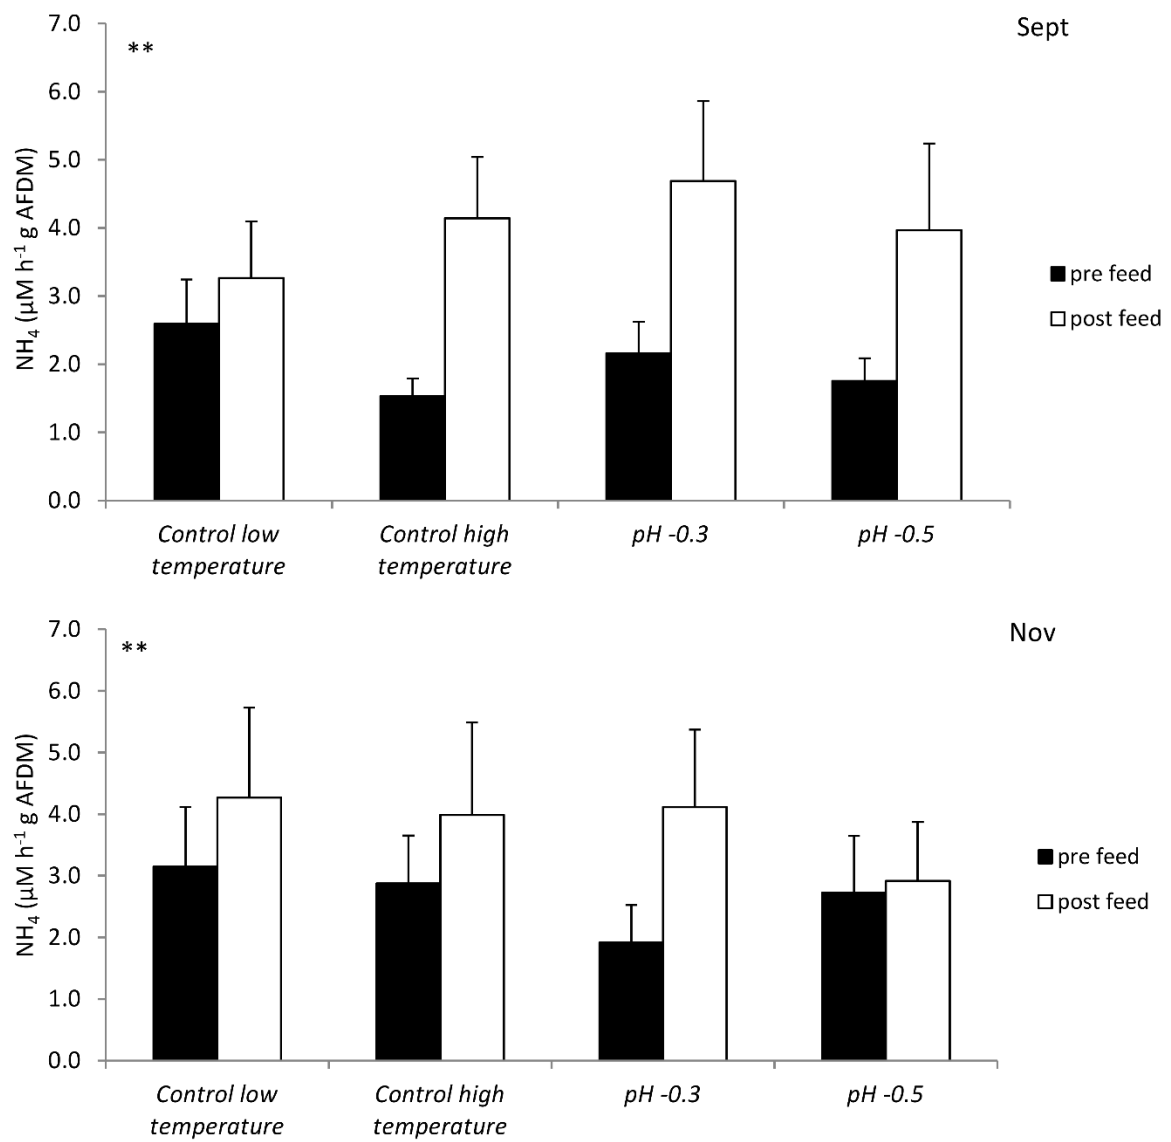 Sept
**
7.0
6.0
5.0
4.0
3.0
2.0
1.0
0.0
NH₄ (µM h⁻¹ g AFDM)
pre feed
post feed
Control low
temperature
Control high
temperature
pH -0.3
pH -0.5
Nov
**
7.0
6.0
5.0
4.0
3.0
2.0
1.0
0.0
NH₄ (µM h⁻¹ g AFDM)
pre feed
post feed
Control low
temperature
Control high
temperature
pH -0.3
pH -0.5